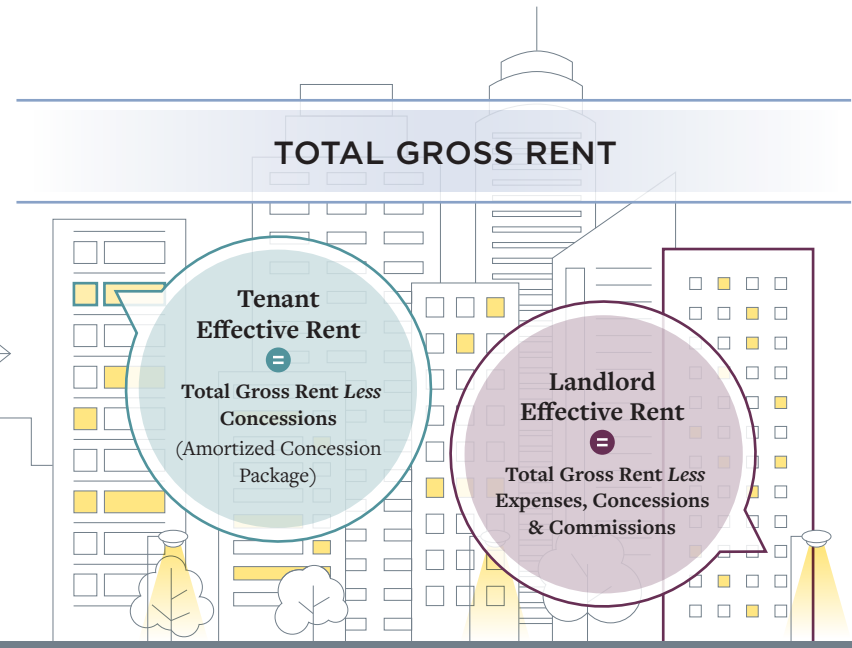 TOTAL GROSS RENT
Tenant
Effective Rent
=
Total Gross Rent Less
Concessions
(Amortized Concession
Package)
Landlord
Effective Rent
=
Total Gross Rent Less
Expenses, Concessions
& Commissions